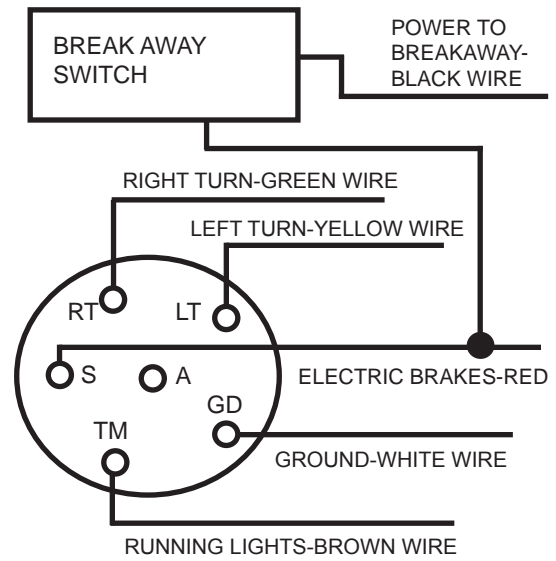 BREAK AWAY
SWITCH
POWER TO
BREAKAWAY-
BLACK WIRE
RIGHT TURN-GREEN WIRE
LEFT TURN-YELLOW WIRE
RT
LT
S
A
ELECTRIC BRAKES-RED
GD
TM
GROUND-WHITE WIRE
RUNNING LIGHTS-BROWN WIRE